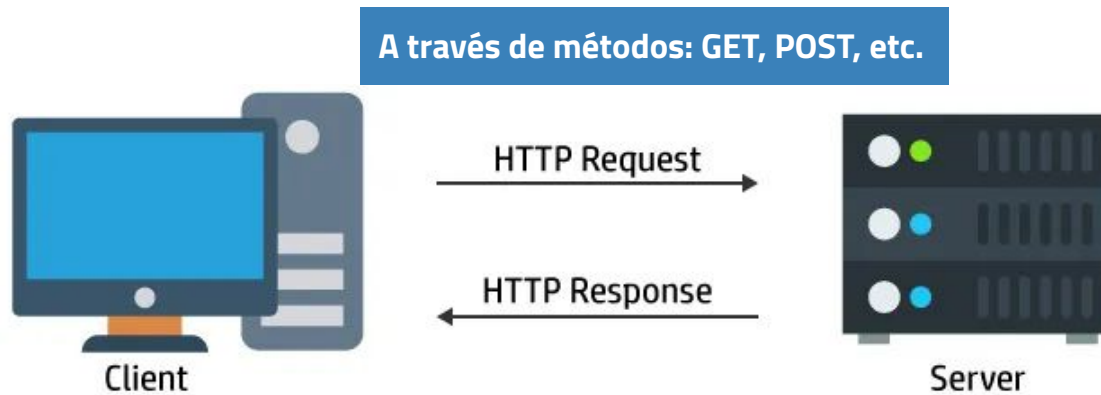 A través de métodos: GET, POST, etc.
HTTP Request
HTTP Response
Client
Server